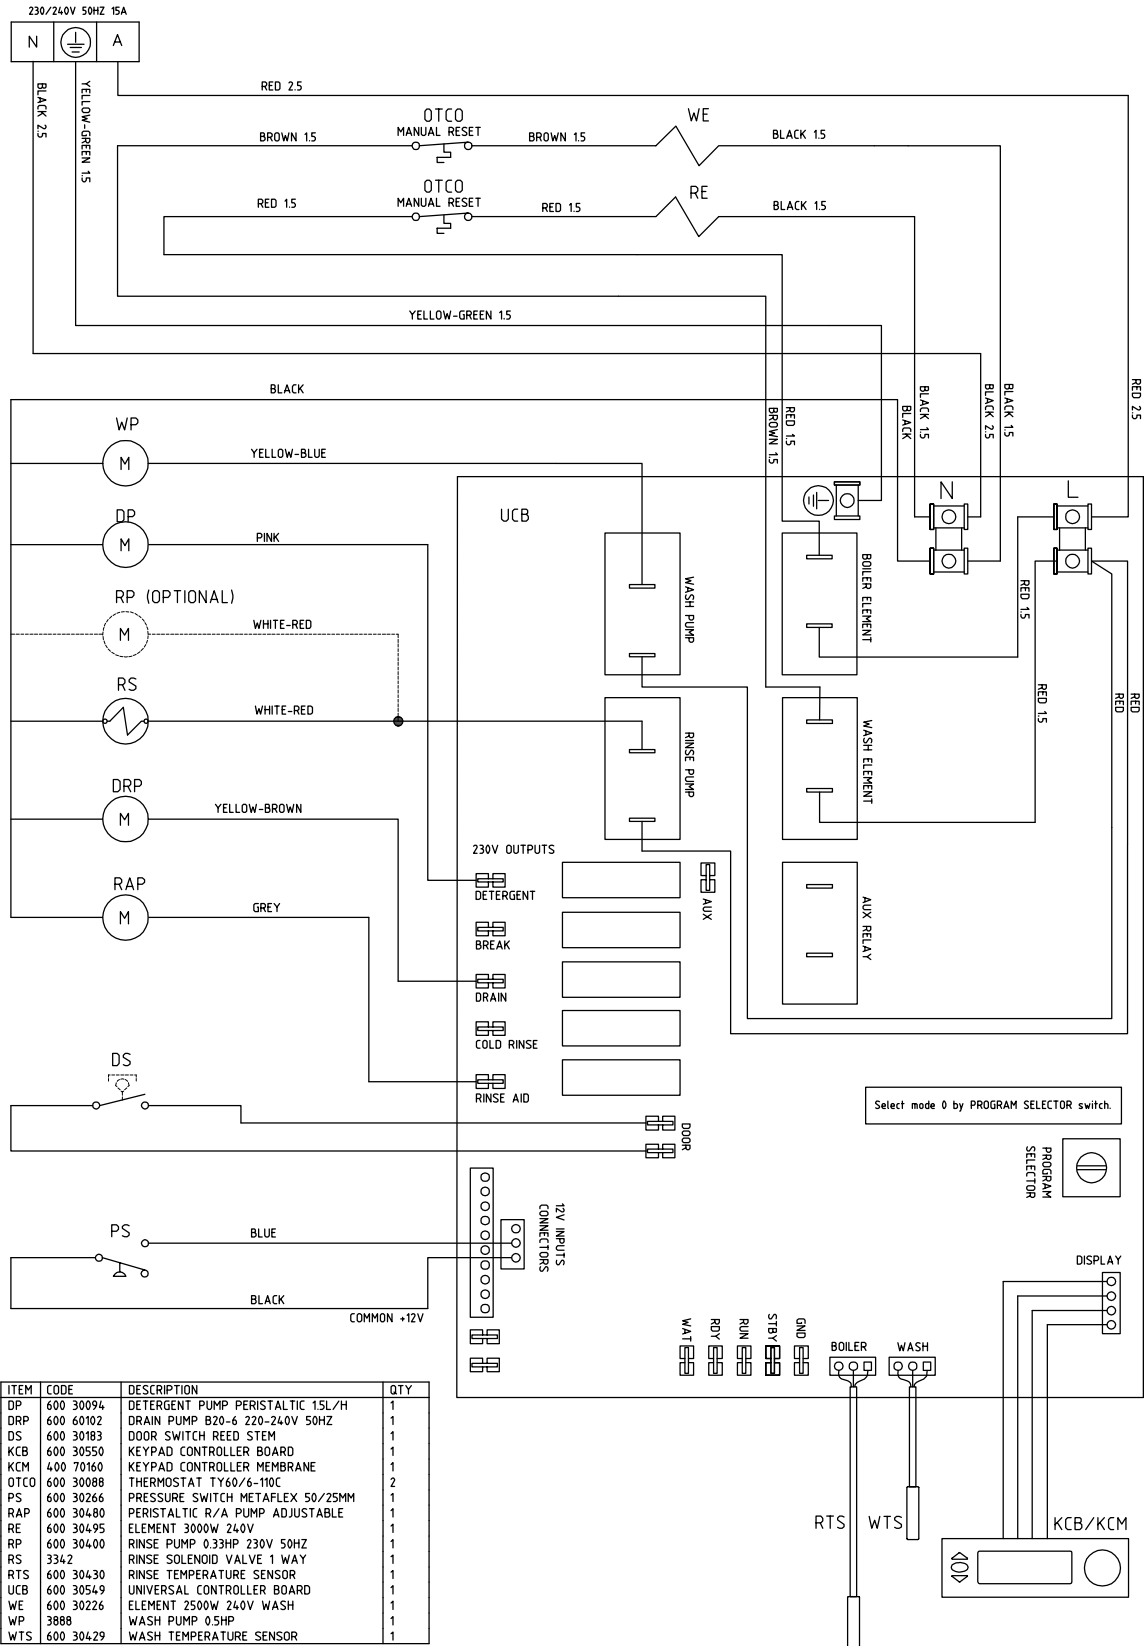 230/240V 50HZ 15A
N A
BLACK 2.5
YELLOW-GREEN 1.5
RED 2.5
OTCO
MANUAL RESET
WE
BROWN 1.5
BROWN 1.5
BLACK 1.5
OTCO
MANUAL RESET
RE
RED 1.5
RED 1.5
BLACK 1.5
YELLOW-GREEN 1.5
BLACK
RED 1.5
BROWN 1.5
BLACK 1.5
BLACK
BLACK 1.5
BLACK 2.5
RED 2.5
WP
M
YELLOW-BLUE
DP
M
PINK
RP (OPTIONAL)
M
WHITE-RED
RS
WHITE-RED
DRP
M
YELLOW-BROWN
RAP
M
GREY
UCB
N
L
WASH PUMP
BOILER ELEMENT
RED 1.5
RED 1.5
RED
RED
RINSE PUMP
WASH ELEMENT
230V OUTPUTS
DETERGENT
BREAK
DRAIN
COLD RINSE
RINSE AID
AUX
AUX RELAY
DS
DOOR
Select mode 0 by PROGRAM SELECTOR switch.
PROGRAM
SELECTOR
PS
BLUE
BLACK
COMMON +12V
12V INPUTS
CONNECTORS
DISPLAY
WAT
RDY
RUN
STBY
GND
BOILER
WASH
RTS
WTS
KCB/KCM
ITEM CODE DESCRIPTION QTY
DP 600 30094 DETERGENT PUMP PERISTALTIC 1.5L/H 1
DRP 600 60102 DRAIN PUMP B20-6 220-240V 50HZ 1
DS 600 30183 DOOR SWITCH REED STEM 1
KCB 600 30550 KEYPAD CONTROLLER BOARD 1
KCM 400 70160 KEYPAD CONTROLLER MEMBRANE 1
OTCO 600 30088 THERMOSTAT TY60/6-110C 2
PS 600 30266 PRESSURE SWITCH METAFLEX 50/25MM 1
RAP 600 30480 PERISTALTIC R/A PUMP ADJUSTABLE 1
RE 600 30495 ELEMENT 3000W 240V 1
RP 600 30400 RINSE PUMP 0.33HP 230V 50HZ 1
RS 3342 RINSE SOLENOID VALVE 1 WAY 1
RTS 600 30430 RINSE TEMPERATURE SENSOR 1
UCB 600 30549 UNIVERSAL CONTROLLER BOARD 1
WE 600 30226 ELEMENT 2500W 240V WASH 1
WP 3888 WASH PUMP 0.5HP 1
WTS 600 30429 WASH TEMPERATURE SENSOR 1